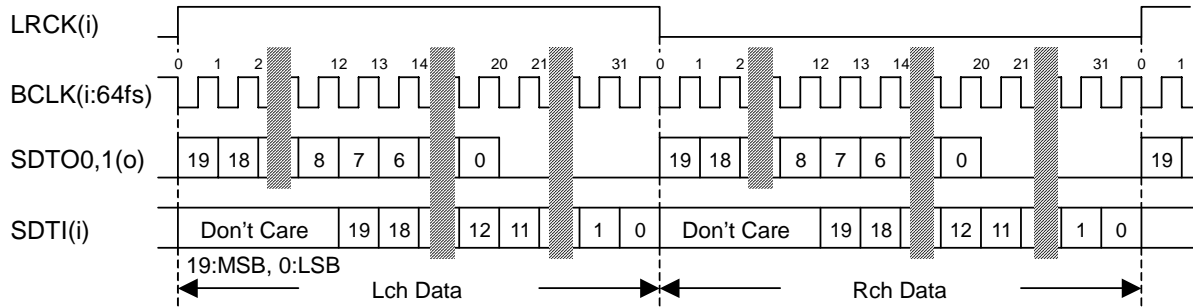 LRCK(i)
0 1 2 12 13 14 20 21 31 0 1 2 12 13 14 20 21 31 0 1
BCLK(i:64fs)
SDTO0,1(o) 19 18 8 7 6 0 19 18 8 7 6 0 19
SDTI(i) Don't Care 19 18 12 11 1 0 Don't Care 19 18 12 11 1 0
19:MSB, 0:LSB
Lch Data Rch Data